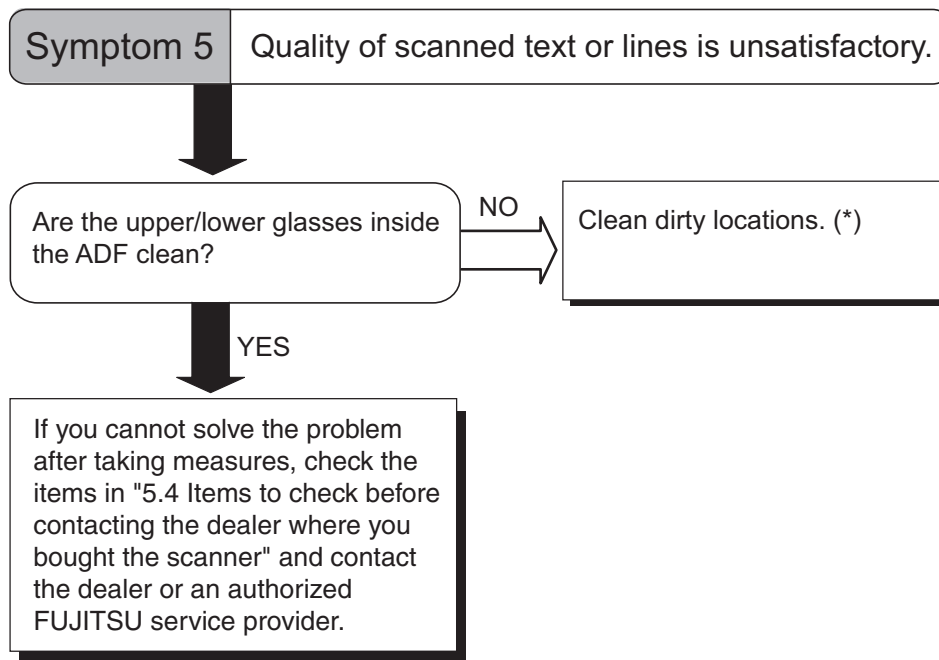 Symptom 5
Quality of scanned text or lines is unsatisfactory.
Are the upper/lower glasses inside
the ADF clean?
NO
Clean dirty locations. (*)
YES
If you cannot solve the problem
after taking measures, check the
items in "5.4 Items to check before
contacting the dealer where you
bought the scanner" and contact
the dealer or an authorized
FUJITSU service provider.